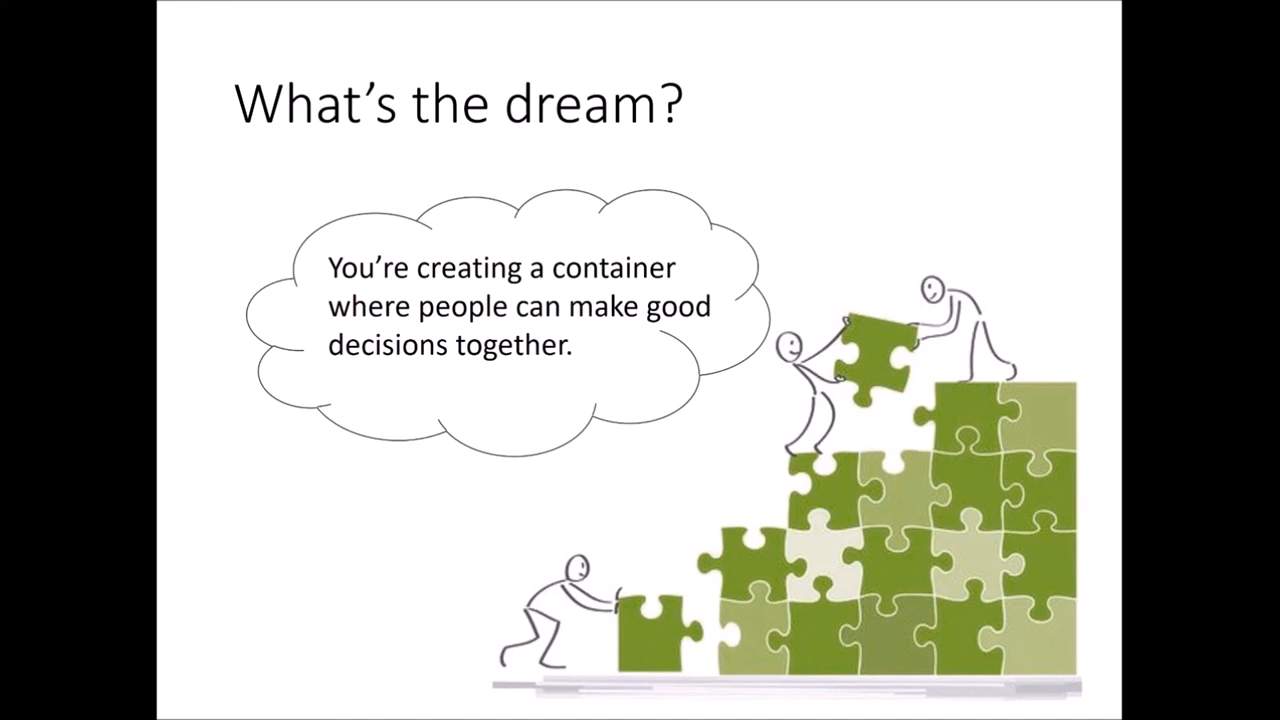 What’s the dream?
You’re creating a container
where people can make good
decisions together.